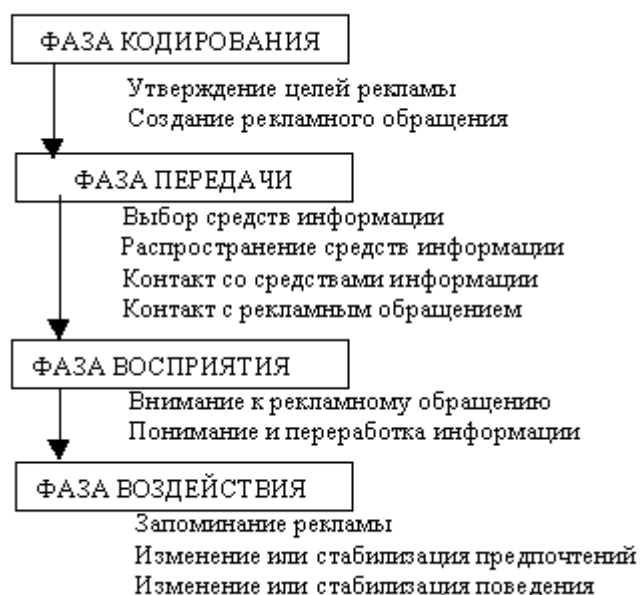 ФАЗА КОДИРОВАНИЯ
Утверждение целей рекламы
Создание рекламного обращения
ФАЗА ПЕРЕДАЧИ
Выбор средств информации
Распространение средств информации
Контакт со средствами информации
Контакт с рекламным обращением
ФАЗА ВОСПРИЯТИЯ
Внимание к рекламному обращению
Понимание и переработка информации
ФАЗА ВОЗДЕЙСТВИЯ
Запоминание рекламы
Изменение или стабилизация предпочтений
Изменение или стабилизация поведения